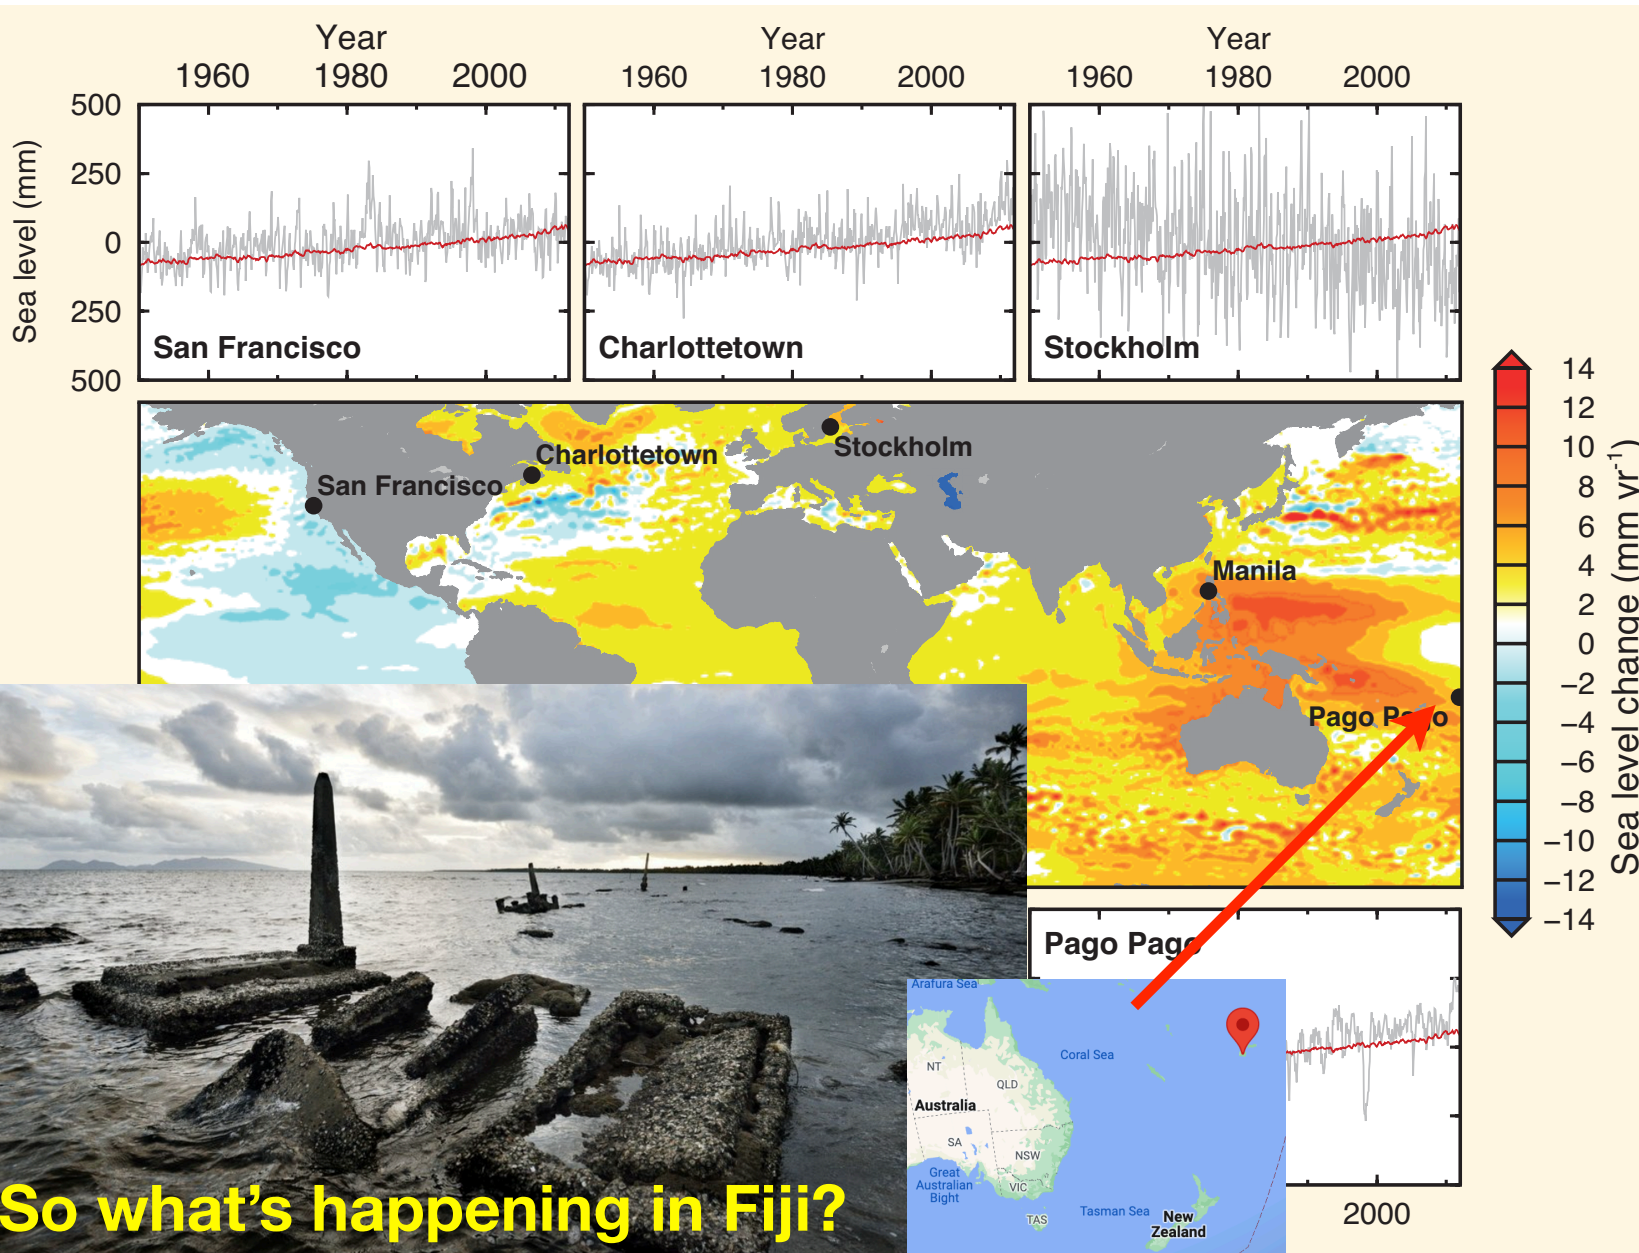 Year
1960 1980 2000
Year
1960 1980 2000
Year
1960 1980 2000
Sea level (mm)
500
250
0
250
500
San Francisco
Charlottetown
Stockholm
San Francisco
Charlottetown
Stockholm
Manila
Pago Pago
14
12
10
8
6
4
2
0
−2
−4
−6
−8
−10
−12
−14
Sea level change (mm yr⁻¹)
Pago Pago
2000
Arafura Sea
Coral Sea
NT
QLD
Australia
SA
NSW
Great
Australian
Bight
VIC
TAS
Tasman Sea
New
Zealand
So what's happening in Fiji?